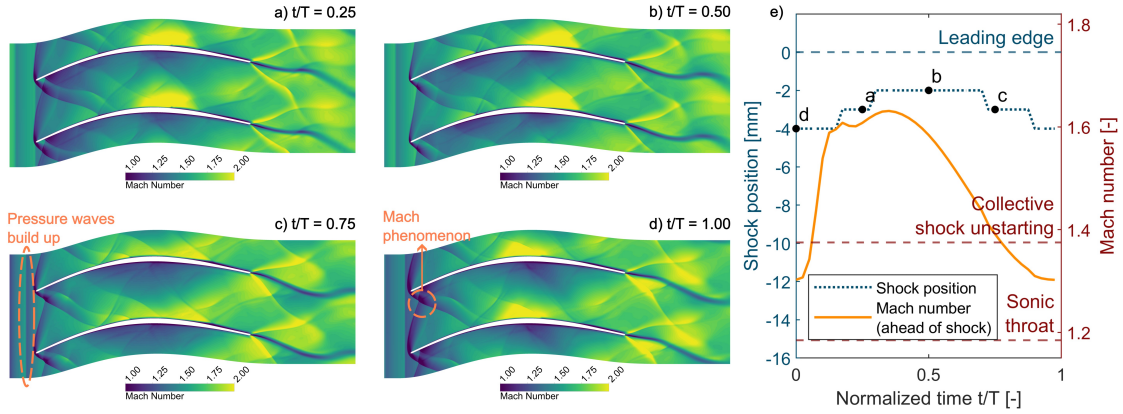 a) t/T = 0.25
1.00 1.25 1.50 1.75 2.00
Mach Number
b) t/T = 0.50
1.00 1.25 1.50 1.75 2.00
Mach Number
Pressure waves
build up
c) t/T = 0.75
1.00 1.25 1.50 1.75 2.00
Mach Number
Mach
phenomenon
d) t/T = 1.00
1.00 1.25 1.50 1.75 2.00
Mach Number
e)
Shock position [mm]
0
-2
-4
-6
-8
-10
-12
-14
-16
Leading edge
d
a
b
c
Collective
shock unstarting
Shock position
Mach number
(ahead of shock)
Sonic
throat
1.8
1.6
1.4
1.2
Mach number [-]
0 0.5 1
Normalized time t/T [-]